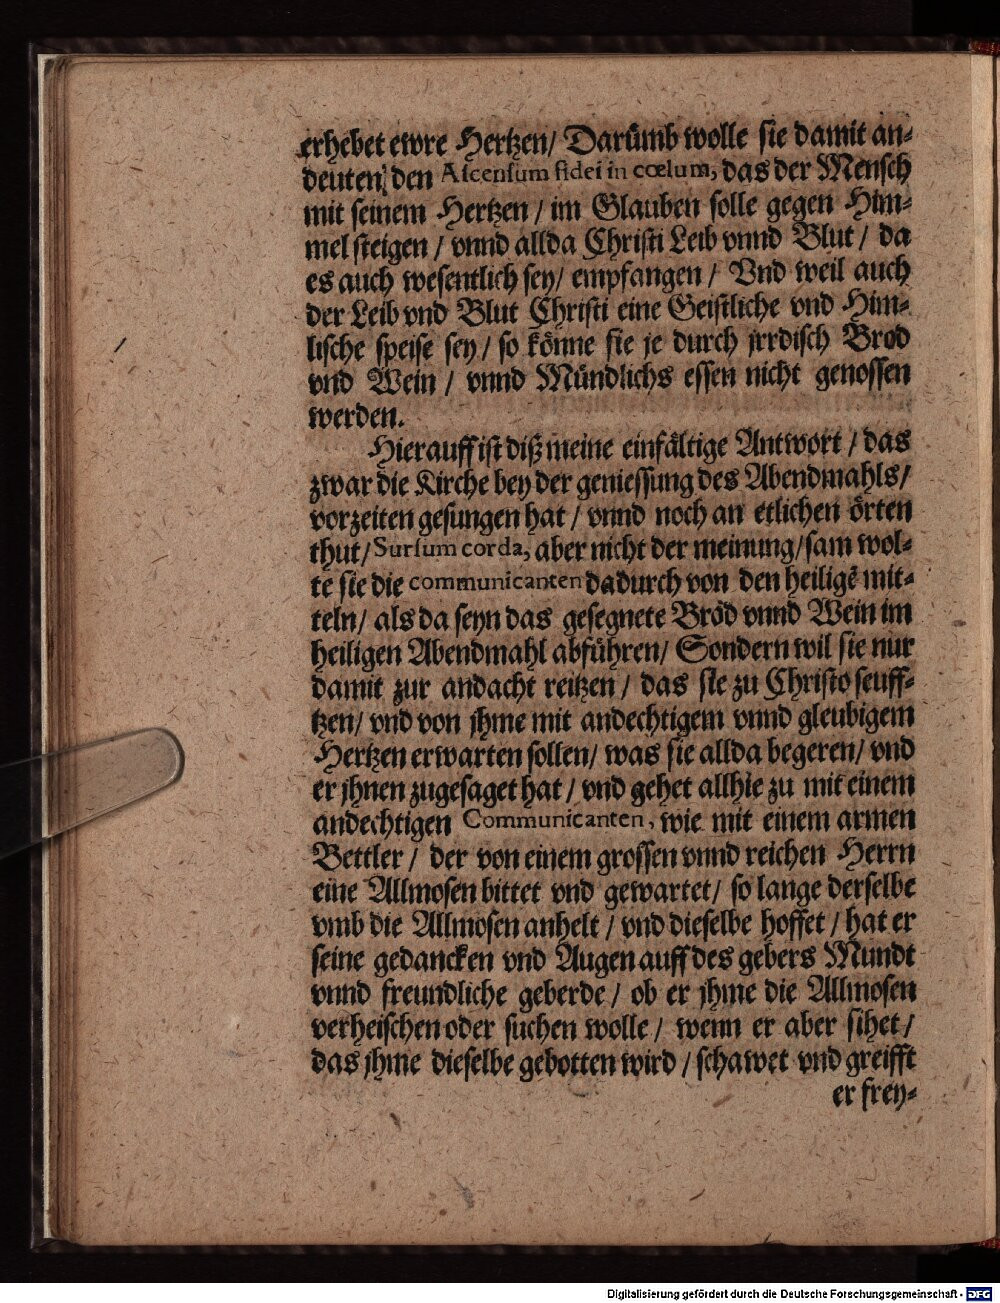 erhebet ewre Hertzen/ Darümb wolle sie damit an-
deuten/ den Ascensum fidei in cœlum, das der Mensch
mit seinem Hertzen / im Glauben solle gegen Him-
mel steigen / vnnd allda Christi Leib vnnd Blut / da
es auch wesentlich sey/ empfangen / Vnd weil auch
der Leib vnd Blut Christi eine Geistliche vnd Him-
lische speise sey / so könne sie je durch jrrdisch Brod
vnd Wein / vnnd Mündlichs essen nicht genossen
werden.
Hierauff ist diß meine einfältige Antwort / das
zwar die Kirche bey der geniessung des Abendmahls/
vorzeiten gesungen hat / vnnd noch an etlichen örten
thut/ Sursum corda, aber nicht der meinung/ sam wol-
te sie die communicanten dadurch von den heiligē mit-
teln/ als da seyn das gesegnete Bröd vnnd Wein im
heiligen Abendmahl abführen/ Sondern wil sie nur
damit zur andacht reitzen / das sie zu Christo seuff-
tzen/ vnd von jhme mit andechtigem vnnd gleubigem
Hertzen erwarten sollen/ was sie allda begeren/ vnd
er jhnen zugesaget hat / vnd gehet allhie zu mit einem
andechtigen Communicanten, wie mit einem armen
Bettler / der von einem grossen vnnd reichen Herrn
eine Allmosen bittet vnd gewartet/ so lange derselbe
vmb die Allmosen anhelt / vnd dieselbe hoffet / hat er
seine gedancken vnd Augen auff des gebers Mundt
vnnd freundliche geberde / ob er jhme die Allmosen
verheischen oder suchen wolle / wenn er aber sihet /
das jhme dieselbe gebotten wird / schawet vnd greifft
er frey-
Digitalisierung gefördert durch die Deutsche Forschungsgemeinschaft - DFG